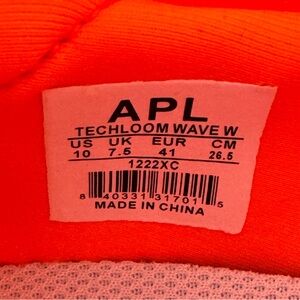 APL
TECHLOOM WAVE W
US UK EUR CM
10 7.5 41 26.5
1222XC
8 40331 31701 5
MADE IN CHINA